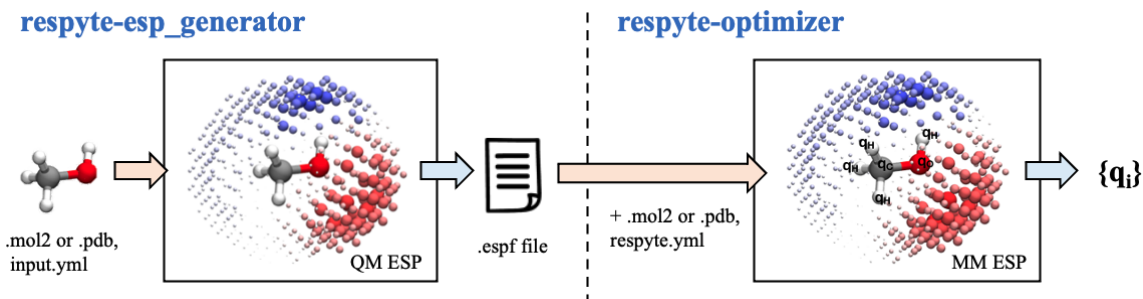 respyte-esp_generator
respyte-optimizer
.mol2 or .pdb,
input.yml
QM ESP
.espf file
+ .mol2 or .pdb,
respyte.yml
qH
qH
qH
qH
qC
qO
MM ESP
{qi}